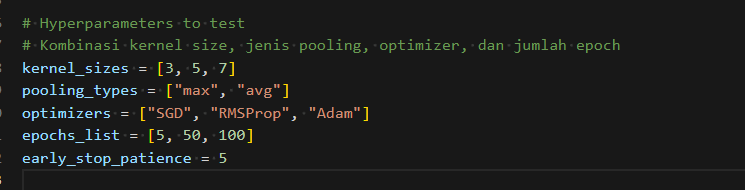 # Hyperparameters to test
# Kombinasi kernel size, jenis pooling, optimizer, dan jumlah epoch
kernel_sizes = [3, 5, 7]
pooling_types = ["max", "avg"]
optimizers = ["SGD", "RMSProp", "Adam"]
epochs_list = [5, 50, 100]
early_stop_patience = 5